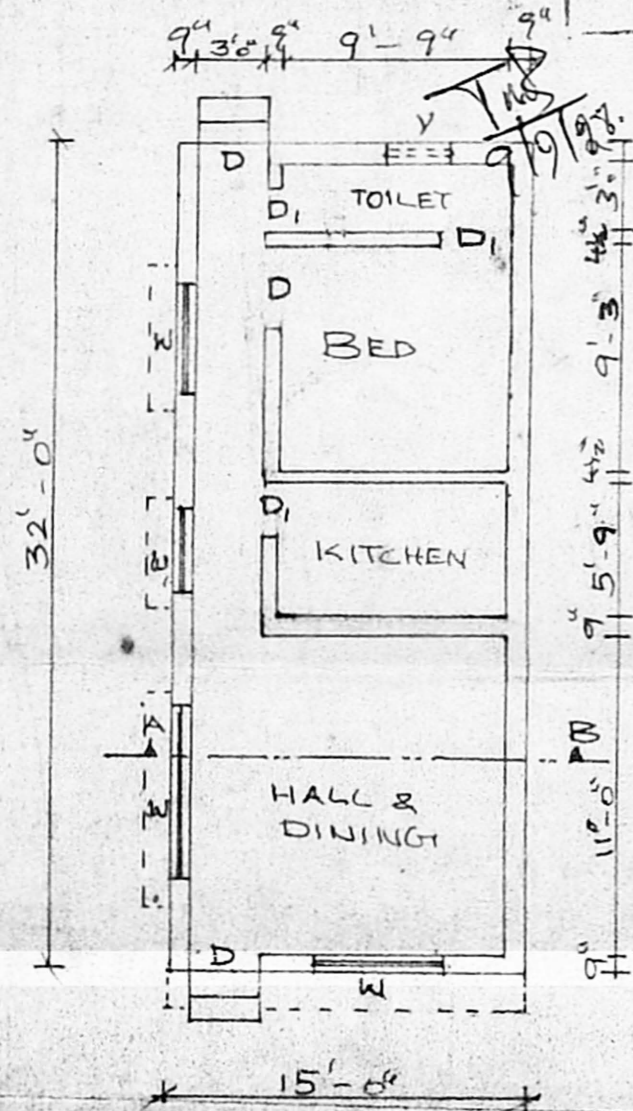 9" 3'0" 9" 9'-9" 9"
D V
TOILET
D1 D1
3'
4½"
D
BED
9'-3"
W
32'-0"
4½"
D1
KITCHEN
5'-9"
9"
A B
W
HALL &
DINING
11'-0"
D W
9"
15'-0"